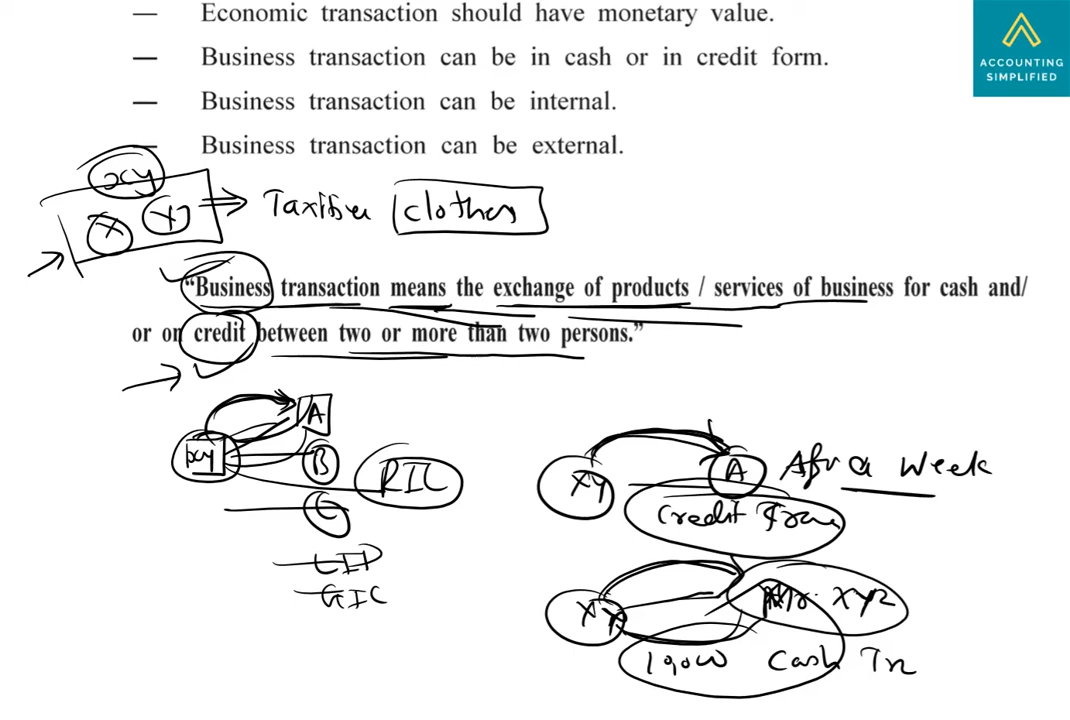 — Economic transaction should have monetary value.
ACCOUNTING
SIMPLIFIED
— Business transaction can be in cash or in credit form.
— Business transaction can be internal.
— Business transaction can be external.
xy
X Y
clothes
“Business transaction means the exchange of products / services of business for cash and/
or on credit between two or more than two persons.”
xy A
B RIC
C
XY A a week
Credit
GIC
XY Mr. XYZ
Cash